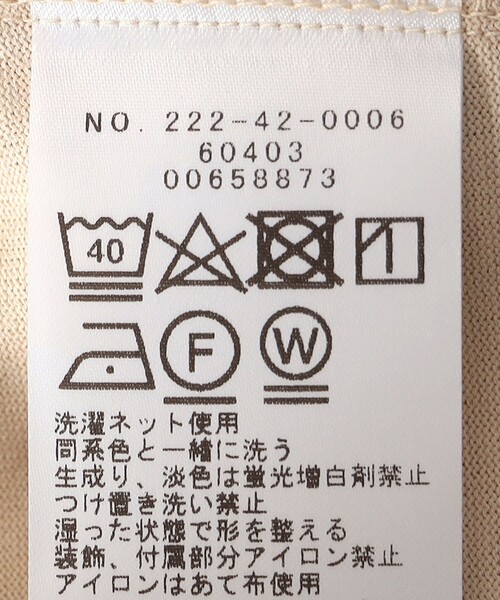 NO. 222-42-0006
60403
00658873
40
F W
洗濯ネット使用
同系色と一緒に洗う
生成り、淡色は蛍光増白剤禁止
つけ置き洗い禁止
湿った状態で形を整える
装飾、付属部分アイロン禁止
アイロンはあて布使用